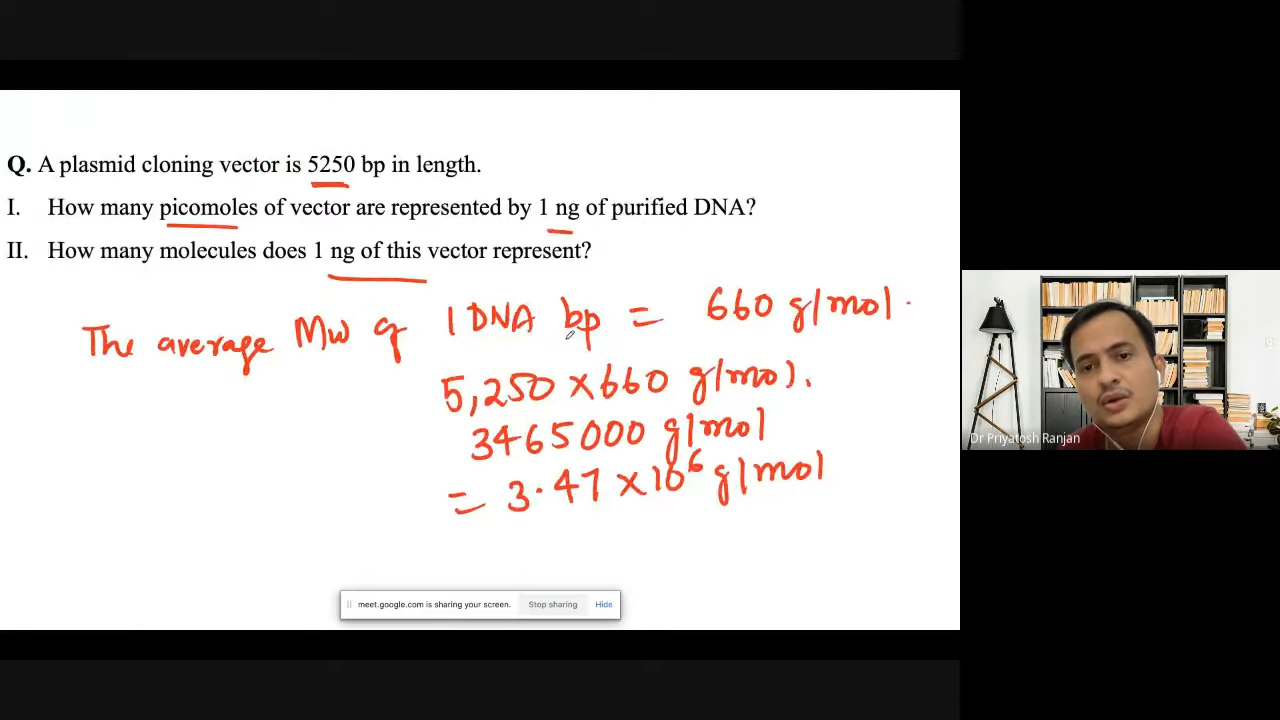 Q. A plasmid cloning vector is 5250 bp in length.
I. How many picomoles of vector are represented by 1 ng of purified DNA?
II. How many molecules does 1 ng of this vector represent?
The average Mw of 1 DNA bp = 660 g/mol.
5,250 × 660 g/mol.
3465000 g/mol
= 3.47 × 10⁶ g/mol
Dr Priyatosh Ranjan
meet.google.com is sharing your screen. Stop sharing Hide